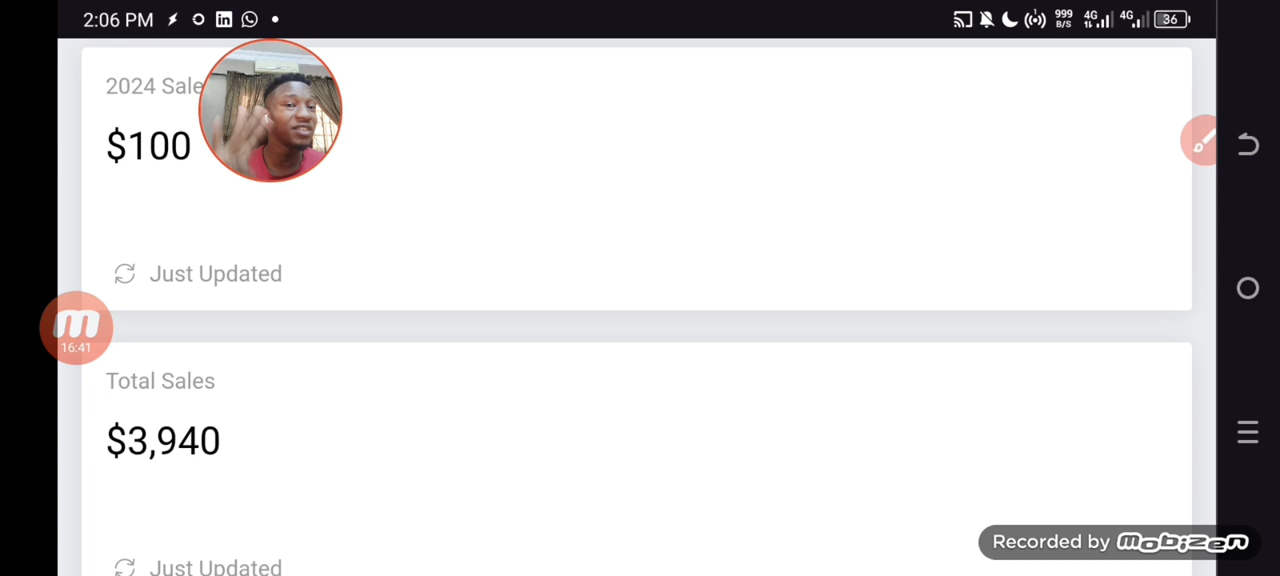 2:06 PM
999
B/S
4G
4G
36
2024 Sale
$100
Just Updated
m
16:41
Total Sales
$3,940
Just Updated
Recorded by mobizen